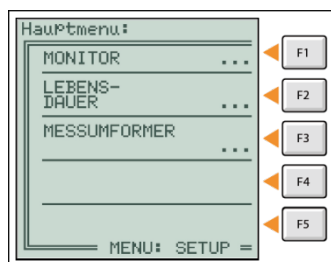 Hauptmenu:
MONITOR ...
F1
LEBENS-
DAUER ...
F2
MESSUMFORMER
...
F3
F4
F5
MENU: SETUP =